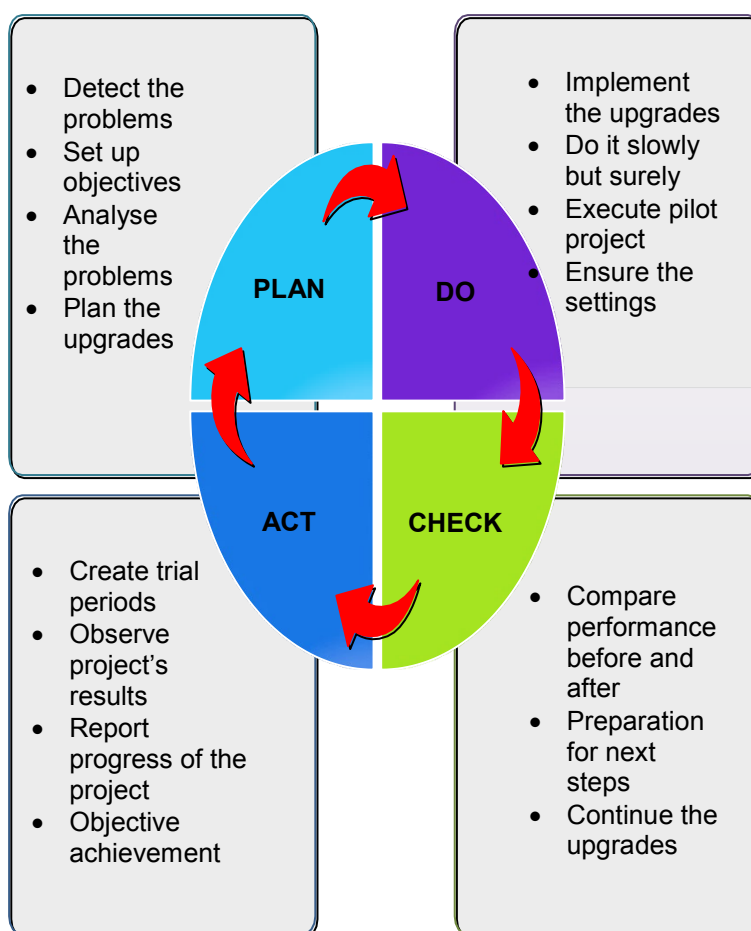 • Detect the
problems
• Set up
objectives
• Analyse
the
problems
• Plan the
upgrades
• Implement
the upgrades
• Do it slowly
but surely
• Execute pilot
project
• Ensure the
settings
PLAN
DO
ACT
CHECK
• Create trial
periods
• Observe
project’s
results
• Report
progress of the
project
• Objective
achievement
• Compare
performance
before and
after
• Preparation
for next
steps
• Continue the
upgrades